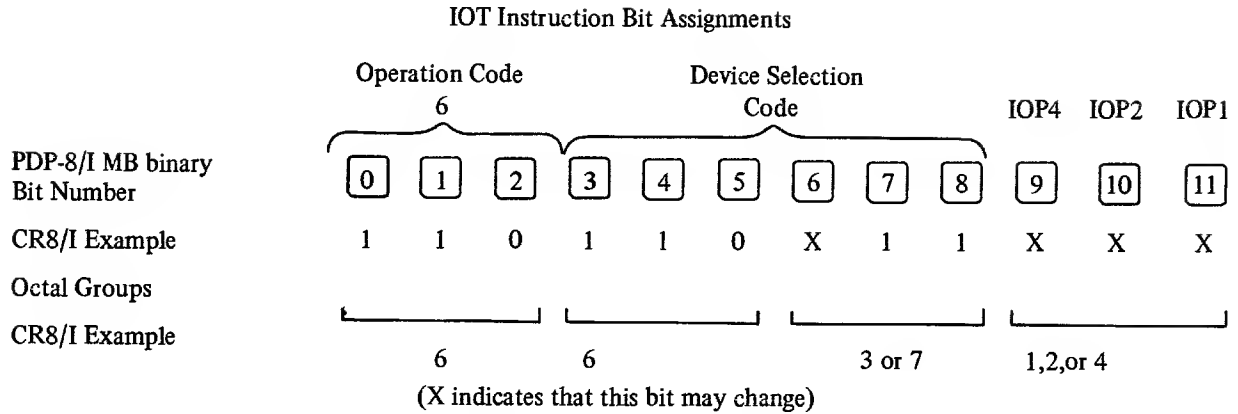 IOT Instruction Bit Assignments
Operation Code Device Selection
6 Code IOP4 IOP2 IOP1
PDP-8/I MB binary
Bit Number
0 1 2 3 4 5 6 7 8 9 10 11
CR8/I Example 1 1 0 1 1 0 X 1 1 X X X
Octal Groups
CR8/I Example
6 6 3 or 7 1,2,or 4
(X indicates that this bit may change)